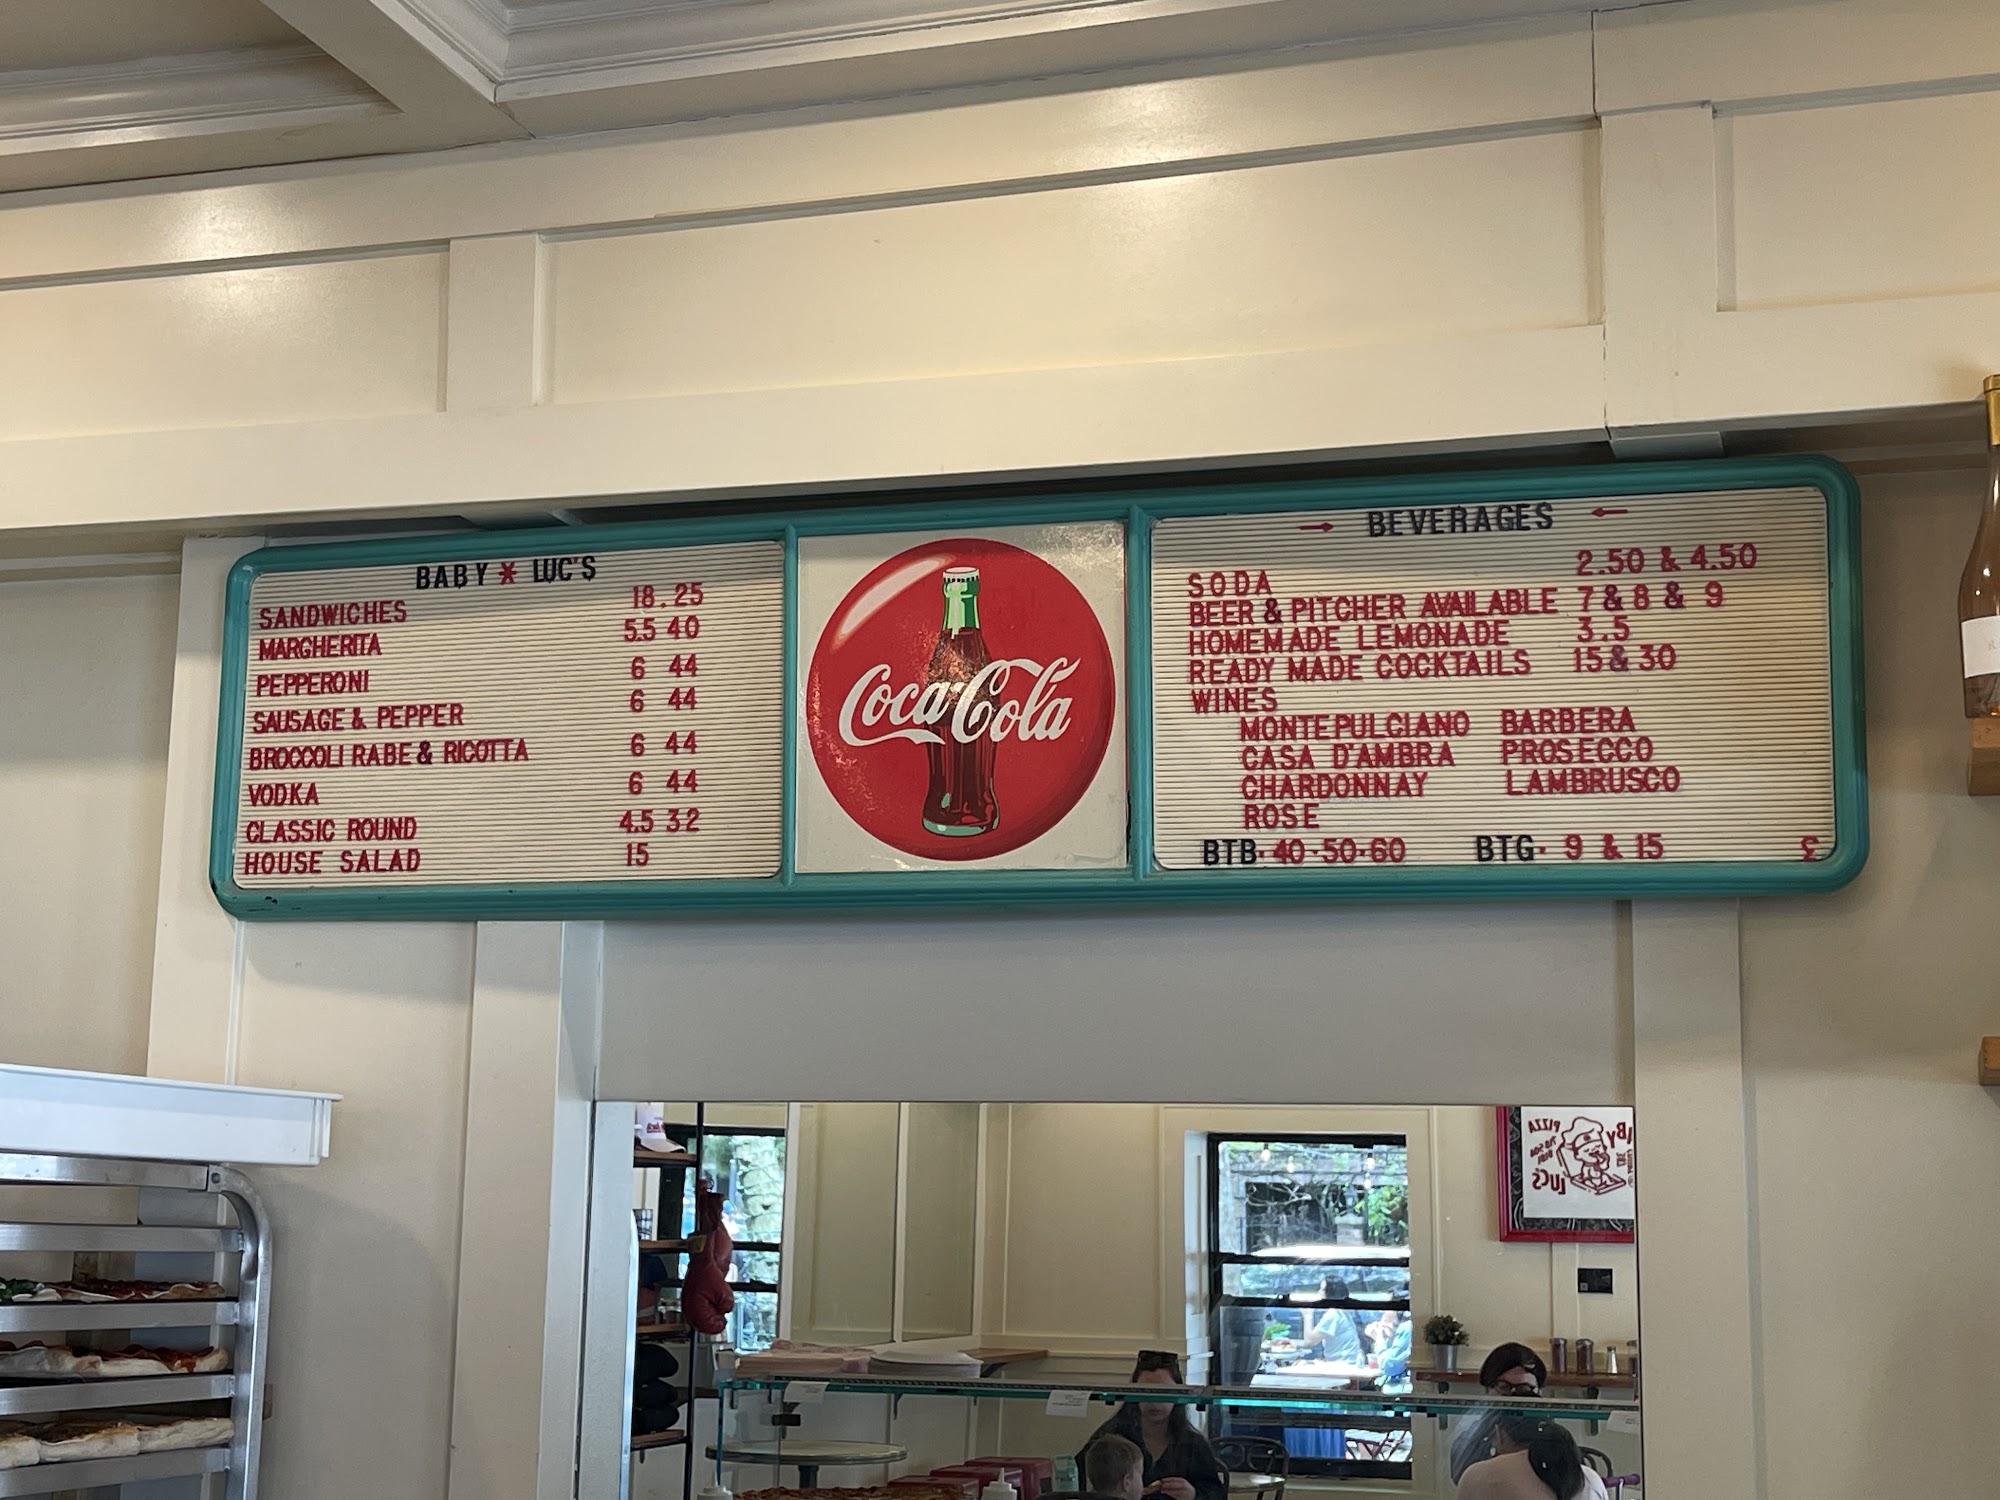 BABY * LUC'S
SANDWICHES 18.25
MARGHERITA 5.5 40
PEPPERONI 6 44
SAUSAGE & PEPPER 6 44
BROCCOLI RABE & RICOTTA 6 44
VODKA 6 44
CLASSIC ROUND 4.5 32
HOUSE SALAD 15
Coca-Cola
→ BEVERAGES ←
SODA 2.50 & 4.50
BEER & PITCHER AVAILABLE 7 & 8 & 9
HOMEMADE LEMONADE 3.5
READY MADE COCKTAILS 15 & 30
WINES
MONTEPULCIANO BARBERA
CASA D'AMBRA PROSECCO
CHARDONNAY LAMBRUSCO
ROSE
BTB · 40 · 50 · 60 BTG · 9 & 15 £
PIZZA
LUC'S